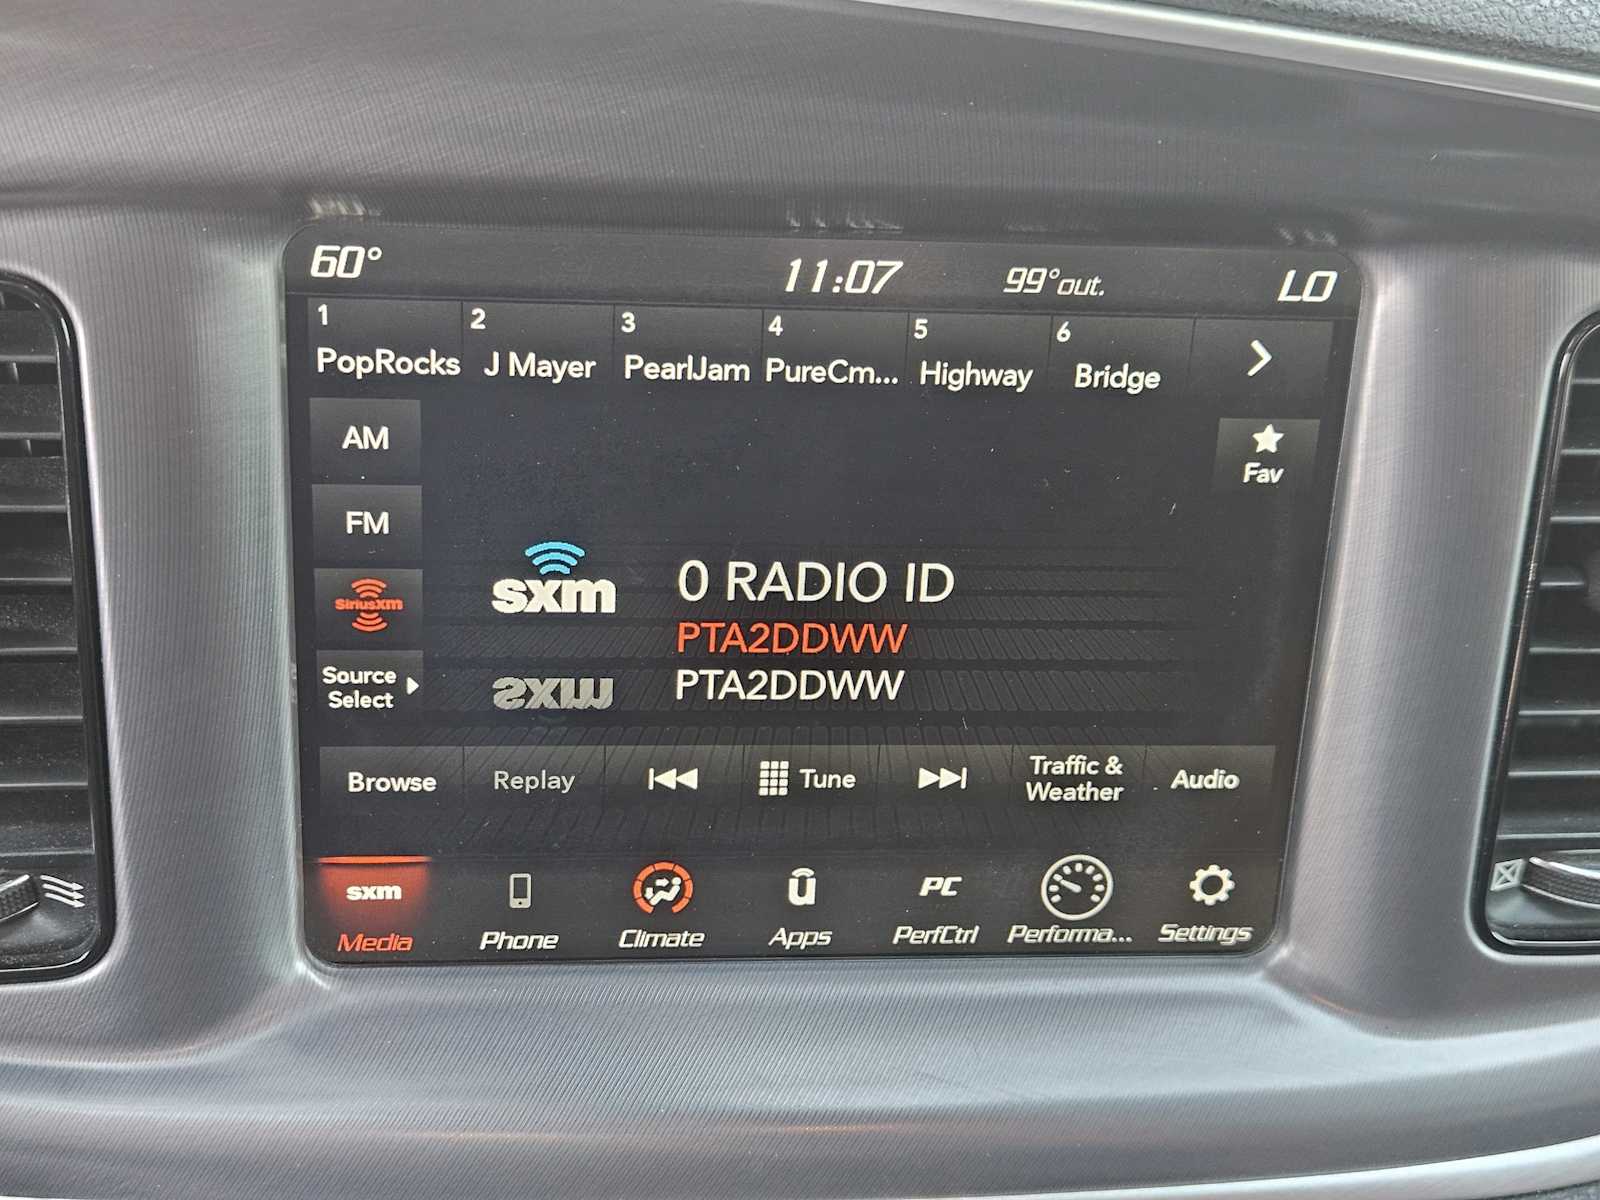 60° 11:07 99° out. LO
1 2 3 4 5 6
PopRocks J Mayer PearlJam PureCm... Highway Bridge
AM
Fav
FM
SiriusXM
sxm
0 RADIO ID
PTA2DDWW
PTA2DDWW
Source
Select
Browse Replay Tune Traffic & Weather Audio
sxm PC
Media Phone Climate Apps PerfCtrl Performa... Settings